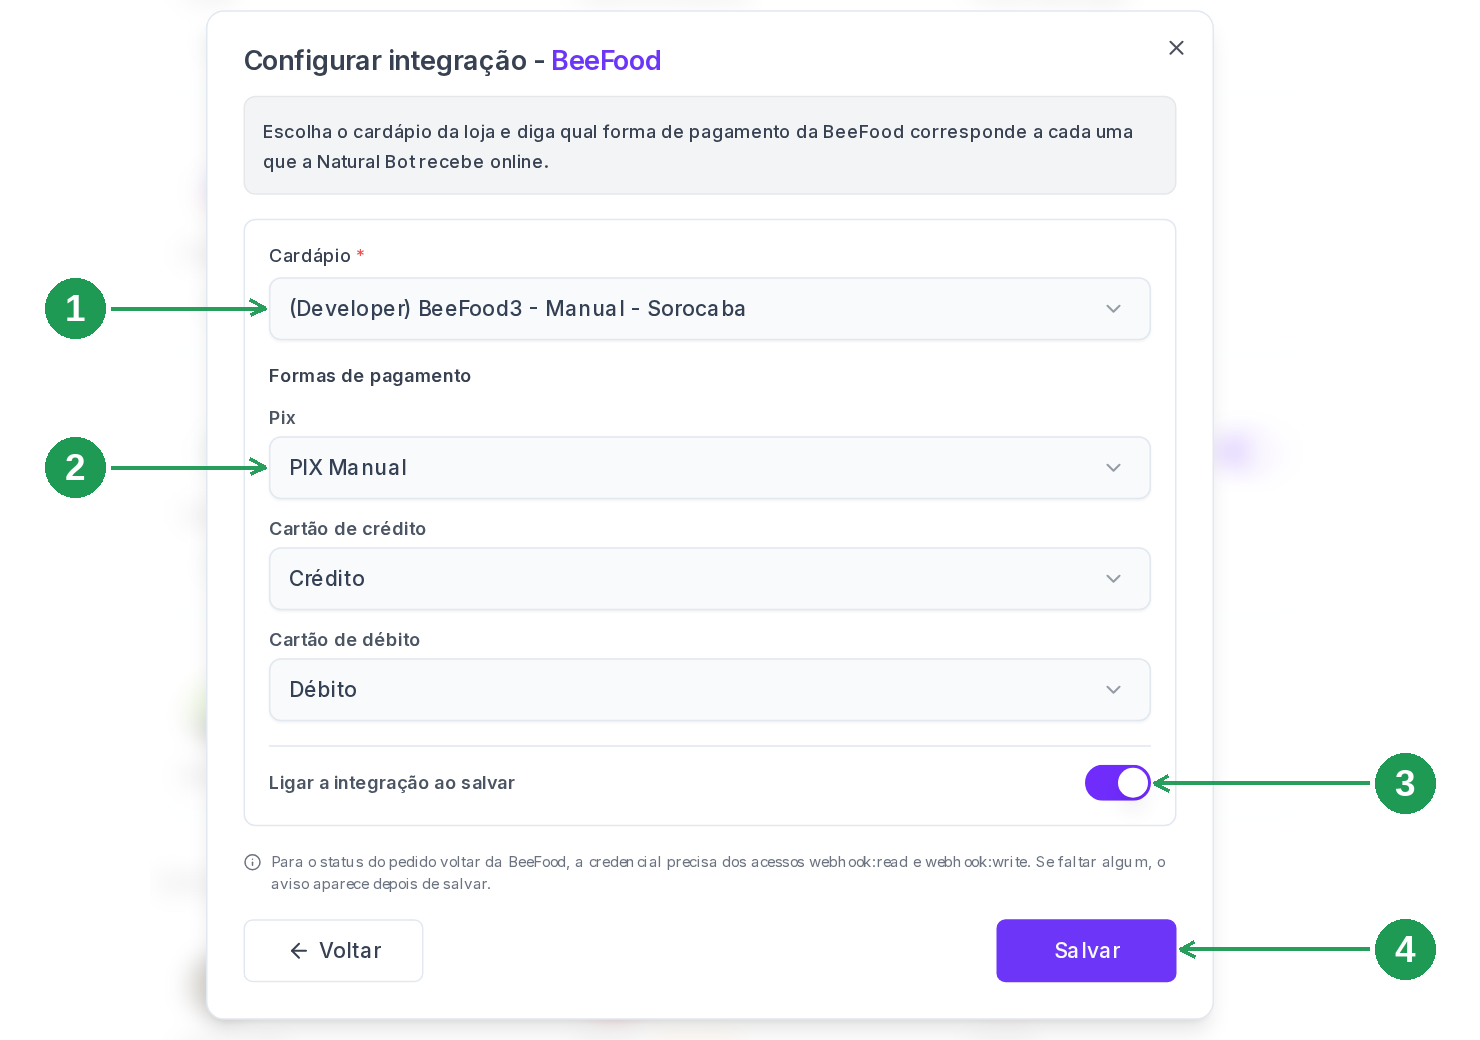 Configurar integração - BeeFood
Escolha o cardápio da loja e diga qual forma de pagamento da BeeFood corresponde a cada uma
que a Natural Bot recebe online.
Cardápio *
1
(Developer) BeeFood3 - Manual - Sorocaba
Formas de pagamento
Pix
2
PIX Manual
Cartão de crédito
Crédito
Cartão de débito
Débito
Ligar a integração ao salvar
3
Para o status do pedido voltar da BeeFood, a credencial precisa dos acessos webhook:read e webhook:write. Se faltar algum, o
aviso aparece depois de salvar.
Voltar
Salvar
4